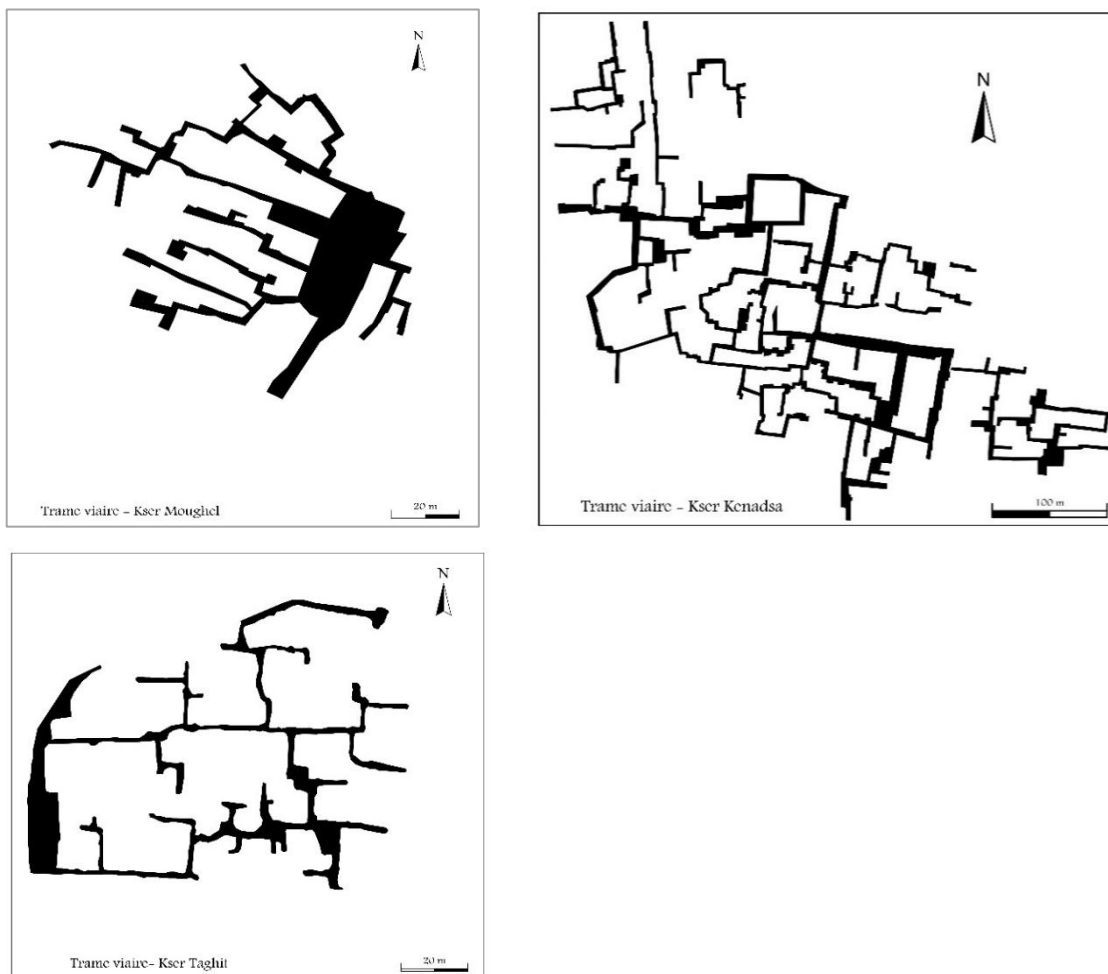 N
Trame viaire - Kser Moughel
20 m
N
Trame viaire - Kser Kenadsa
100 m
N
Trame viaire- Kser Taghit
20 m